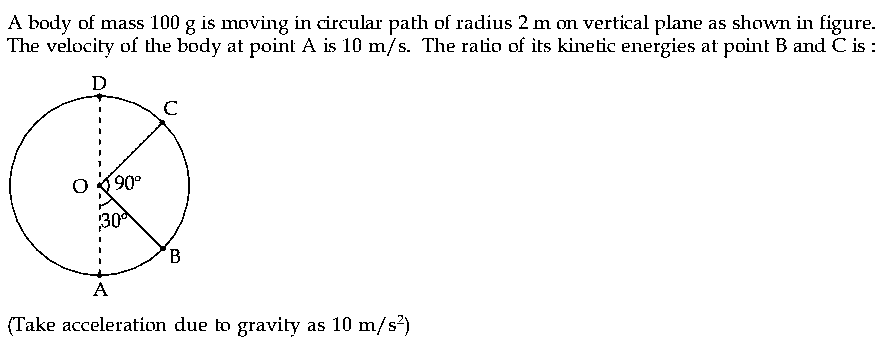 A body of mass 100 g is moving in circular path of radius 2 m on vertical plane as shown in figure.
The velocity of the body at point A is 10 m/s. The ratio of its kinetic energies at point B and C is :
D
C
O
90°
30°
B
A
(Take acceleration due to gravity as 10 m/s²)